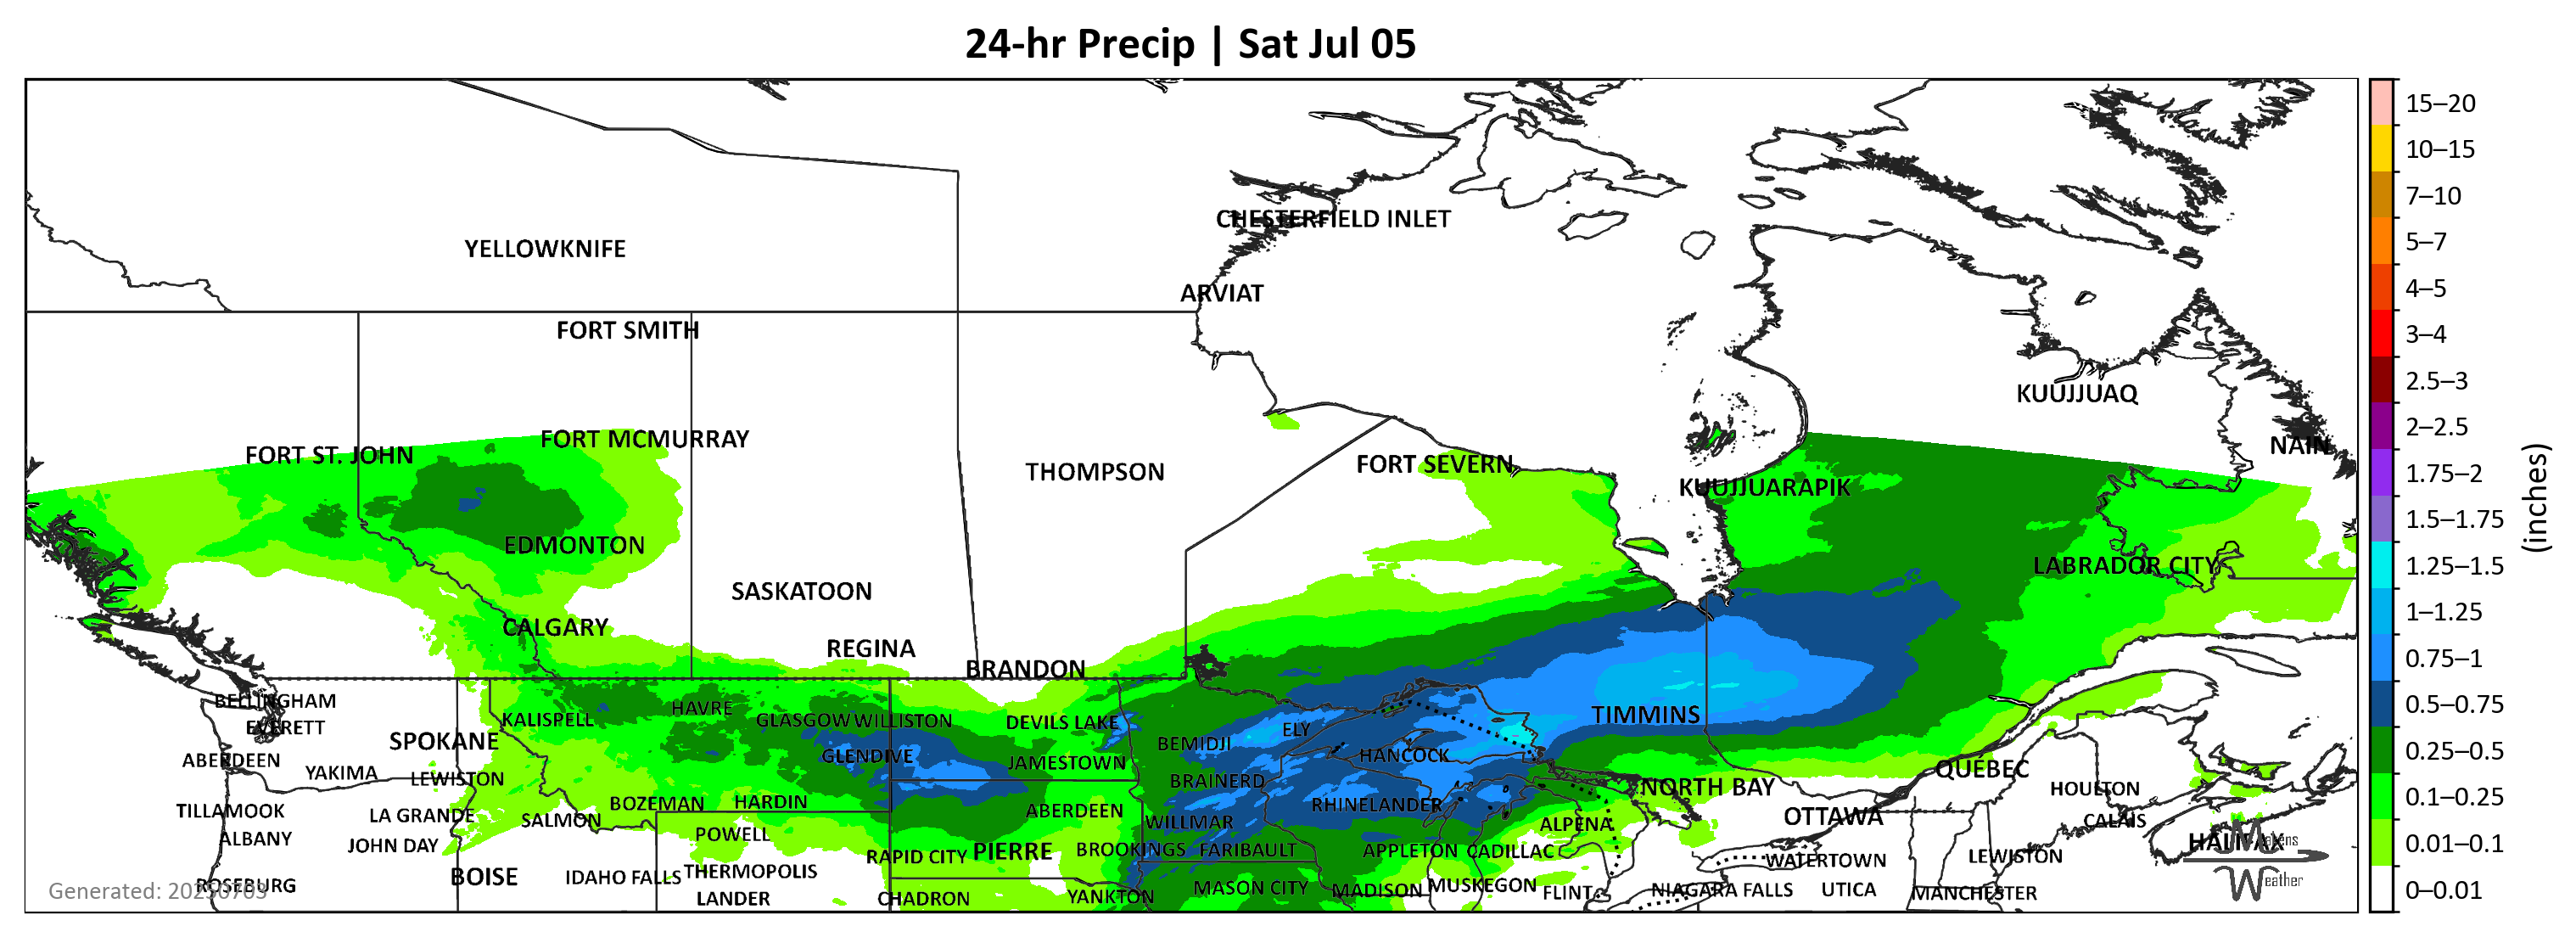 24-hr Precip | Sat Jul 05
CHESTERFIELD INLET
YELLOWKNIFE
ARVIAT
FORT SMITH
KUUJJUAQ
FORT MCMURRAY
NAIN
FORT ST. JOHN
FORT SEVERN
THOMPSON
KUUJJUARAPIK
EDMONTON
LABRADOR CITY
SASKATOON
CALGARY
REGINA
BRANDON
BELLINGHAM
HAVRE
KALISPELL
GLASGOW
WILLISTON
DEVILS LAKE
TIMMINS
EVERETT
ELY
SPOKANE
BEMIDJI
GLENDIVE
HANCOCK
ABERDEEN
JAMESTOWN
QUÉBEC
YAKIMA
LEWISTON
BRAINERD
NORTH BAY
HOULTON
BOZEMAN
HARDIN
RHINELANDER
TILLAMOOK
LA GRANDE
ABERDEEN
OTTAWA
SALMON
WILLMAR
ALPENA
CALAIS
ALBANY
POWELL
JOHN DAY
HALIFAX
RAPID CITY
PIERRE
BROOKINGS
FARIBAULT
APPLETON
CADILLAC
WATERTOWN
LEWISTON
BOISE
IDAHO FALLS
THERMOPOLIS
ROSEBURG
MASON CITY
MADISON
MUSKEGON
FLINT
NIAGARA FALLS
UTICA
MANCHESTER
LANDER
CHADRON
YANKTON
Generated: 20250703
Mavens
Weather
15–20
10–15
7–10
5–7
4–5
3–4
2.5–3
2–2.5
1.75–2
1.5–1.75
1.25–1.5
1–1.25
0.75–1
0.5–0.75
0.25–0.5
0.1–0.25
0.01–0.1
0–0.01
(inches)